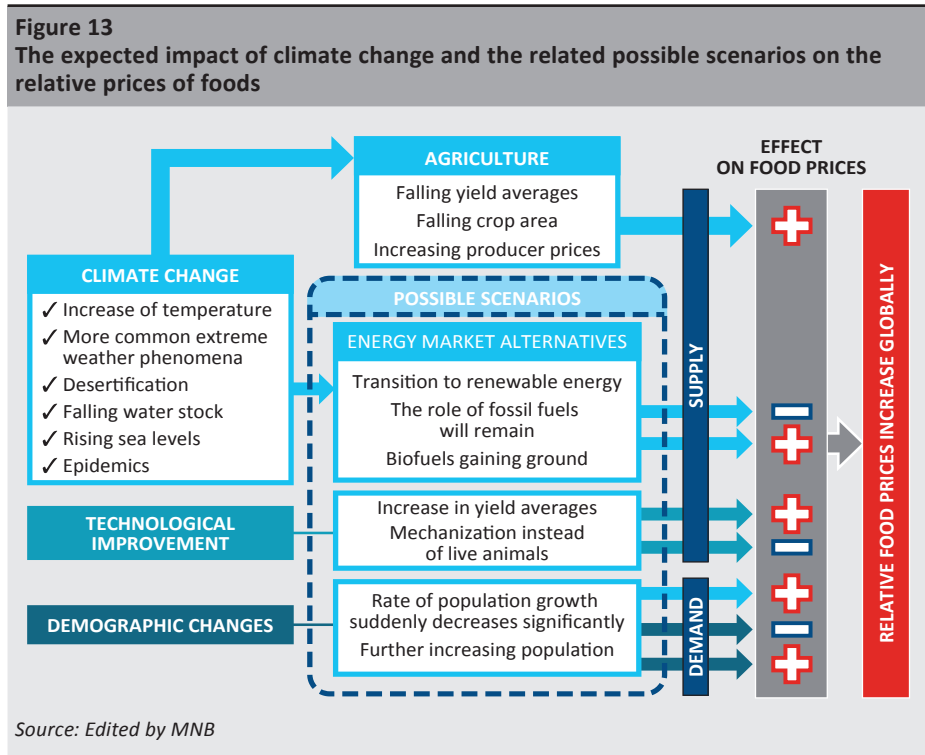 Figure 13
The expected impact of climate change and the related possible scenarios on the
relative prices of foods
EFFECT
ON FOOD PRICES
AGRICULTURE
Falling yield averages
Falling crop area
Increasing producer prices
CLIMATE CHANGE
✓ Increase of temperature
✓ More common extreme
weather phenomena
✓ Desertification
✓ Falling water stock
✓ Rising sea levels
✓ Epidemics
POSSIBLE SCENARIOS
ENERGY MARKET ALTERNATIVES
Transition to renewable energy
The role of fossil fuels
will remain
Biofuels gaining ground
TECHNOLOGICAL
IMPROVEMENT
Increase in yield averages
Mechanization instead
of live animals
DEMOGRAPHIC CHANGES
Rate of population growth
suddenly decreases significantly
Further increasing population
SUPPLY
DEMAND
RELATIVE FOOD PRICES INCREASE GLOBALLY
Source: Edited by MNB